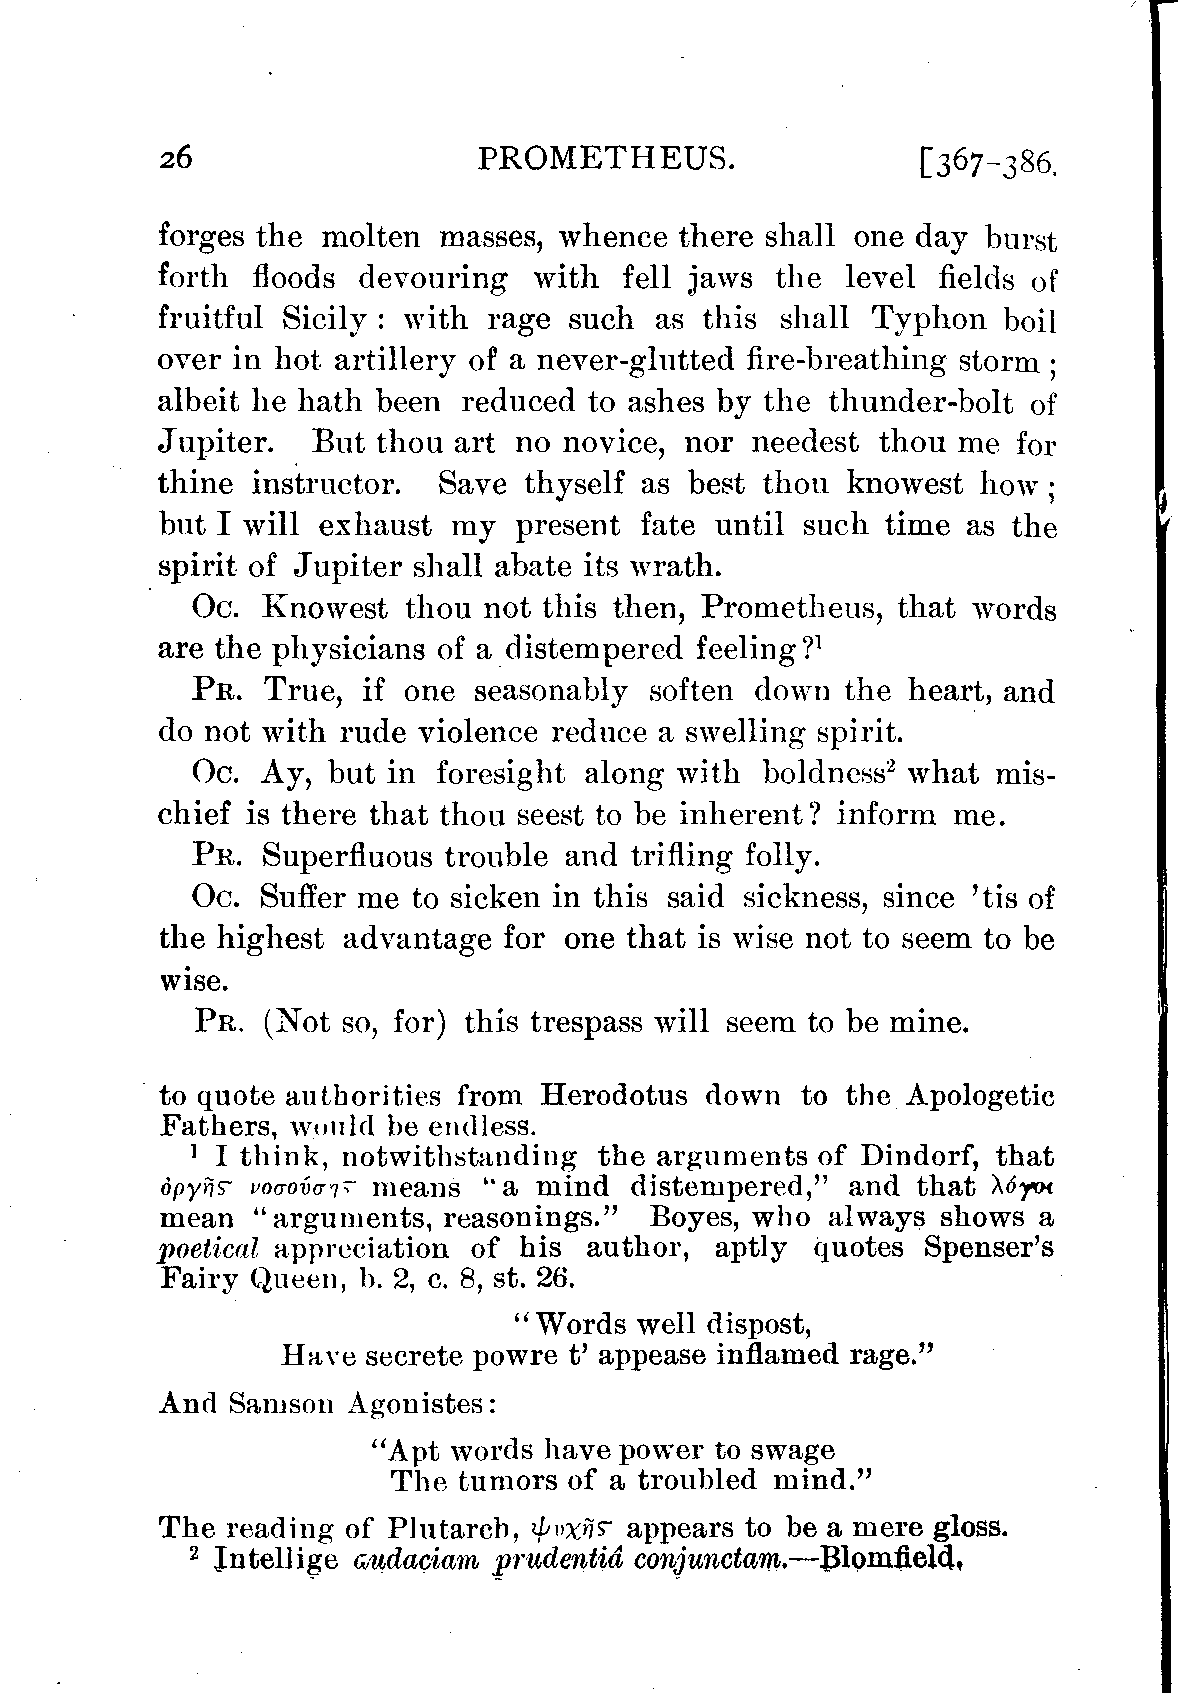 26 PROMETHEUS. [367-386.
forges the molten masses, whence there shall one day burst
forth floods devouring with fell jaws the level fields of
fruitful Sicily : with rage such as this shall Typhon boil
over in hot artillery of a never-glutted fire-breathing storm ;
albeit he hath been reduced to ashes by the thunder-bolt of
Jupiter. But thou art no novice, nor needest thou me for
thine instructor. Save thyself as best thou knowest how ;
but I will exhaust my present fate until such time as the
spirit of Jupiter shall abate its wrath.
Oc. Knowest thou not this then, Prometheus, that words
are the physicians of a distempered feeling?¹
Pr. True, if one seasonably soften down the heart, and
do not with rude violence reduce a swelling spirit.
Oc. Ay, but in foresight along with boldness² what mis-
chief is there that thou seest to be inherent? inform me.
Pr. Superfluous trouble and trifling folly.
Oc. Suffer me to sicken in this said sickness, since 'tis of
the highest advantage for one that is wise not to seem to be
wise.
Pr. (Not so, for) this trespass will seem to be mine.
to quote authorities from Herodotus down to the Apologetic
Fathers, would be endless.
¹ I think, notwithstanding the arguments of Dindorf, that
ὀργῆς νοσούσης means "a mind distempered," and that λόγοι
mean "arguments, reasonings." Boyes, who always shows a
poetical appreciation of his author, aptly quotes Spenser's
Fairy Queen, b. 2, c. 8, st. 26.
"Words well dispost,
Have secrete powre t' appease inflamed rage."
And Samson Agonistes:
"Apt words have power to swage
The tumors of a troubled mind."
The reading of Plutarch, ψυχῆς appears to be a mere gloss.
² Intellige audaciam prudentiâ conjunctam.—Blomfield.